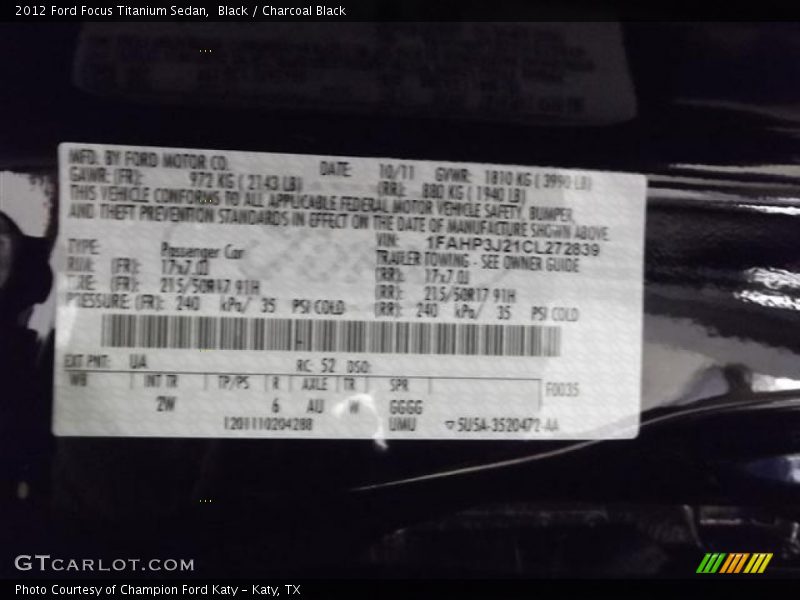 2012 Ford Focus Titanium Sedan, Black / Charcoal Black
MFD. BY FORD MOTOR CO. DATE: 10/11 GVWR: 1810 KG ( 3990 LB)
GAWR: (FR): 972 KG ( 2143 LB) (RR): 880 KG ( 1940 LB)
THIS VEHICLE CONFORMS TO ALL APPLICABLE FEDERAL MOTOR VEHICLE SAFETY, BUMPER,
AND THEFT PREVENTION STANDARDS IN EFFECT ON THE DATE OF MANUFACTURE SHOWN ABOVE.
VIN: 1FAHP3J21CL272839
TYPE: Passenger Car TRAILER TOWING - SEE OWNER GUIDE
RIM: (FR): 17x7.0J (RR): 17x7.0J
TIRE: (FR): 215/50R17 91H (RR): 215/50R17 91H
PRESSURE: (FR): 240 kPa/ 35 PSI COLD (RR): 240 kPa/ 35 PSI COLD
EXT PNT: UA RC: 52 DSO:
WB INT TR TP/PS R AXLE TR SPR F0035
2W 6 AU W GGGG
UMU ▽5U5A-3520472-AA
GTCARLOT.COM
Photo Courtesy of Champion Ford Katy - Katy, TX